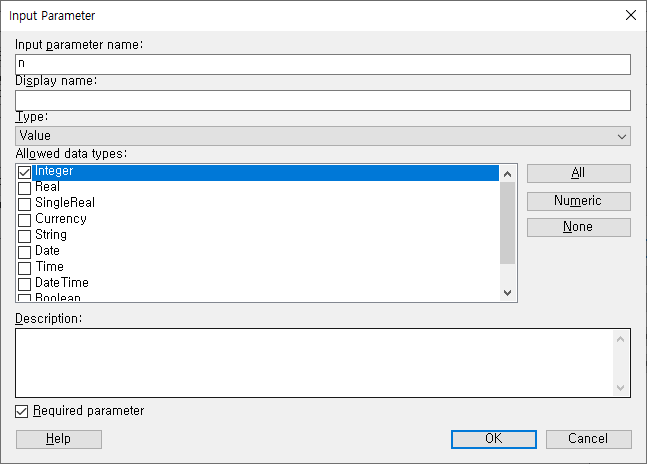 Input Parameter
Input parameter name:
n
Display name:
Type:
Value
Allowed data types:
Integer
Real
SingleReal
Currency
String
Date
Time
DateTime
Boolean
All
Numeric
None
Description:
Required parameter
Help
OK
Cancel